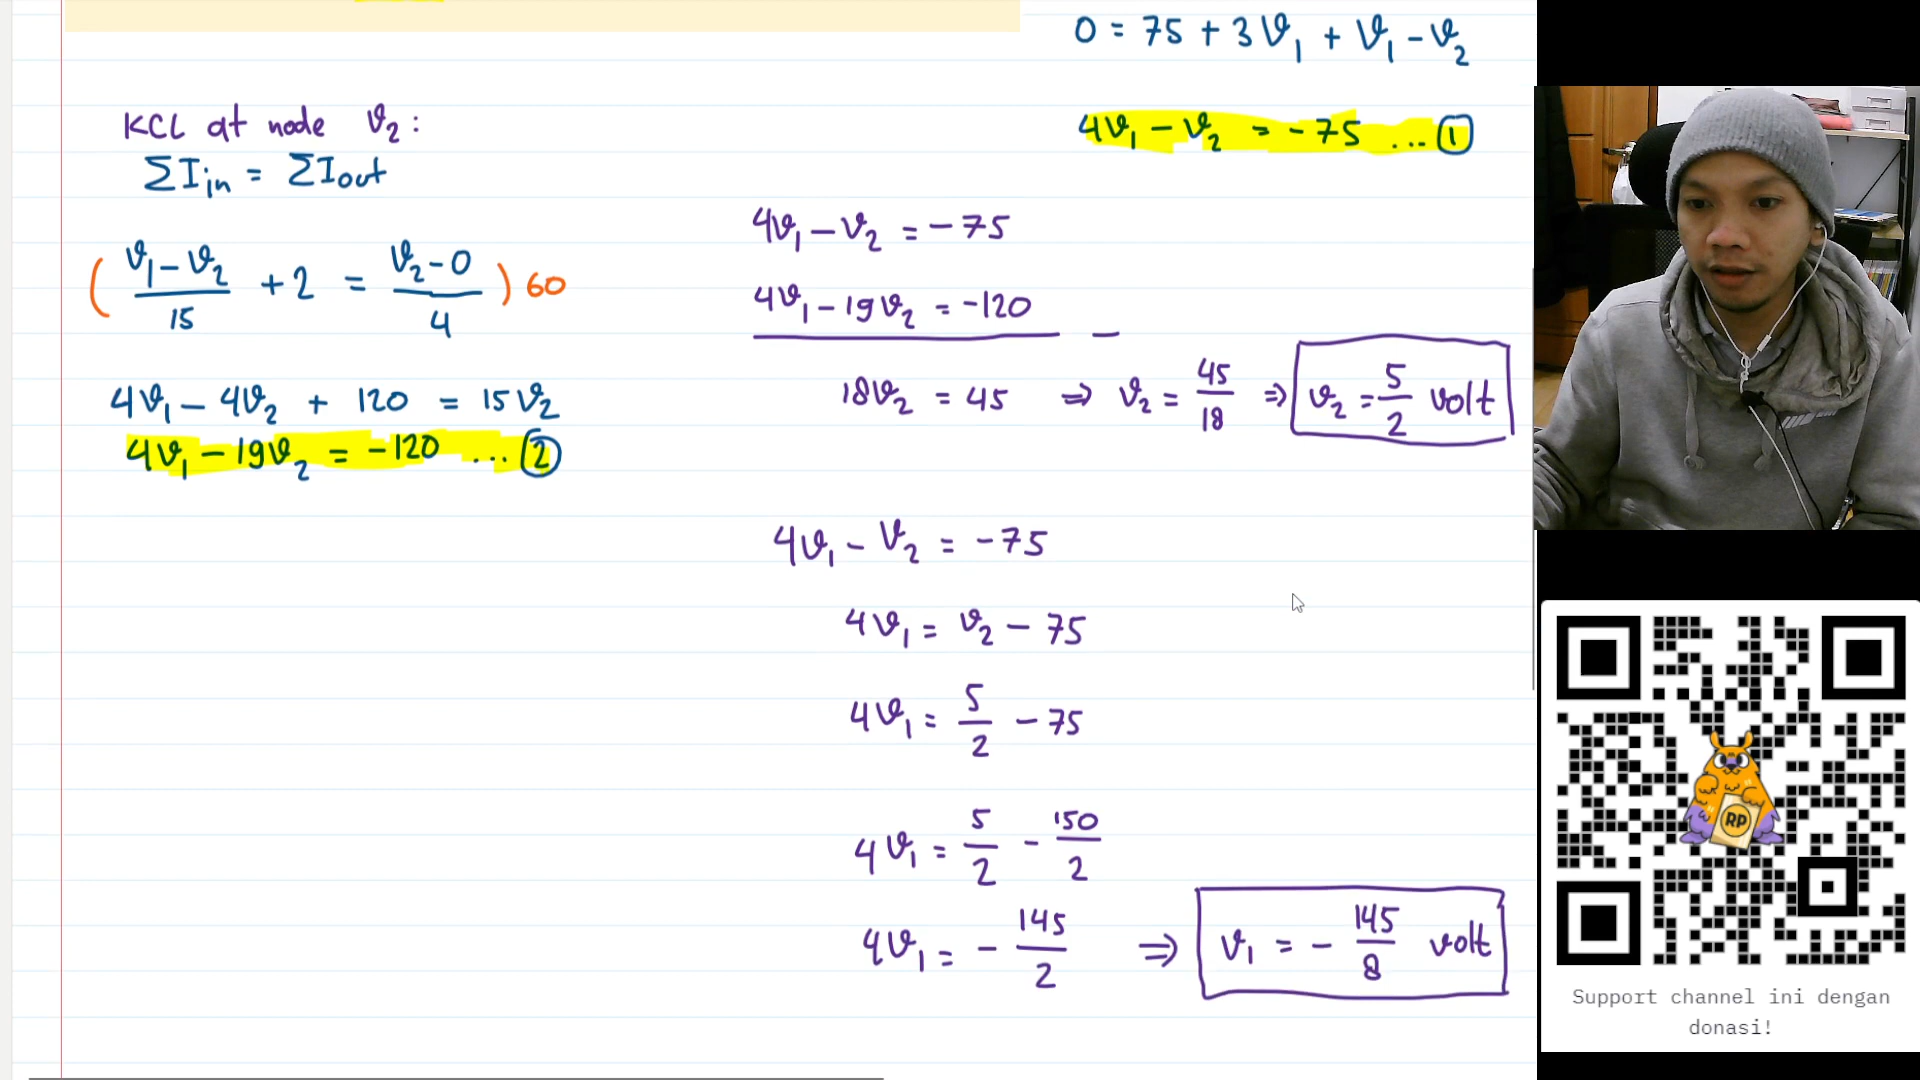 0 = 75 + 3v₁ + v₁ - v₂
4v₁ - v₂ = -75 ... ①
KCL at node v₂:
ΣI_in = ΣI_out
( (v₁ - v₂)/15 + 2 = (v₂ - 0)/4 ) 60
4v₁ - 4v₂ + 120 = 15v₂
4v₁ - 19v₂ = -120 ... ②
4v₁ - v₂ = -75
4v₁ - 19v₂ = -120 −
18v₂ = 45 ⇒ v₂ = 45/18 ⇒ v₂ = 5/2 volt
4v₁ - v₂ = -75
4v₁ = v₂ - 75
4v₁ = 5/2 - 75
4v₁ = 5/2 - 150/2
4v₁ = - 145/2 ⇒ v₁ = - 145/8 volt
RP
Support channel ini dengan
donasi!